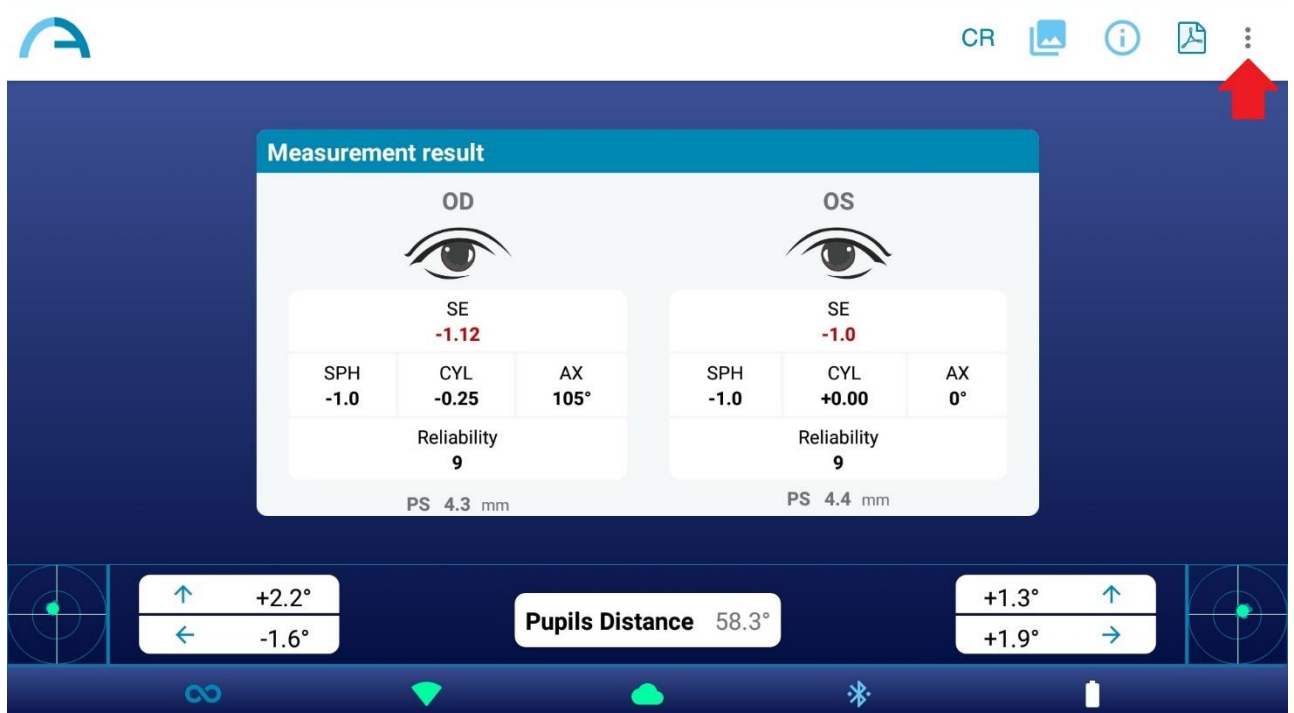 CR
Measurement result
OD OS
SE SE
-1.12 -1.0
SPH CYL AX SPH CYL AX
-1.0 -0.25 105° -1.0 +0.00 0°
Reliability Reliability
9 9
PS 4.3 mm PS 4.4 mm
+2.2° +1.3°
Pupils Distance 58.3°
-1.6° +1.9°